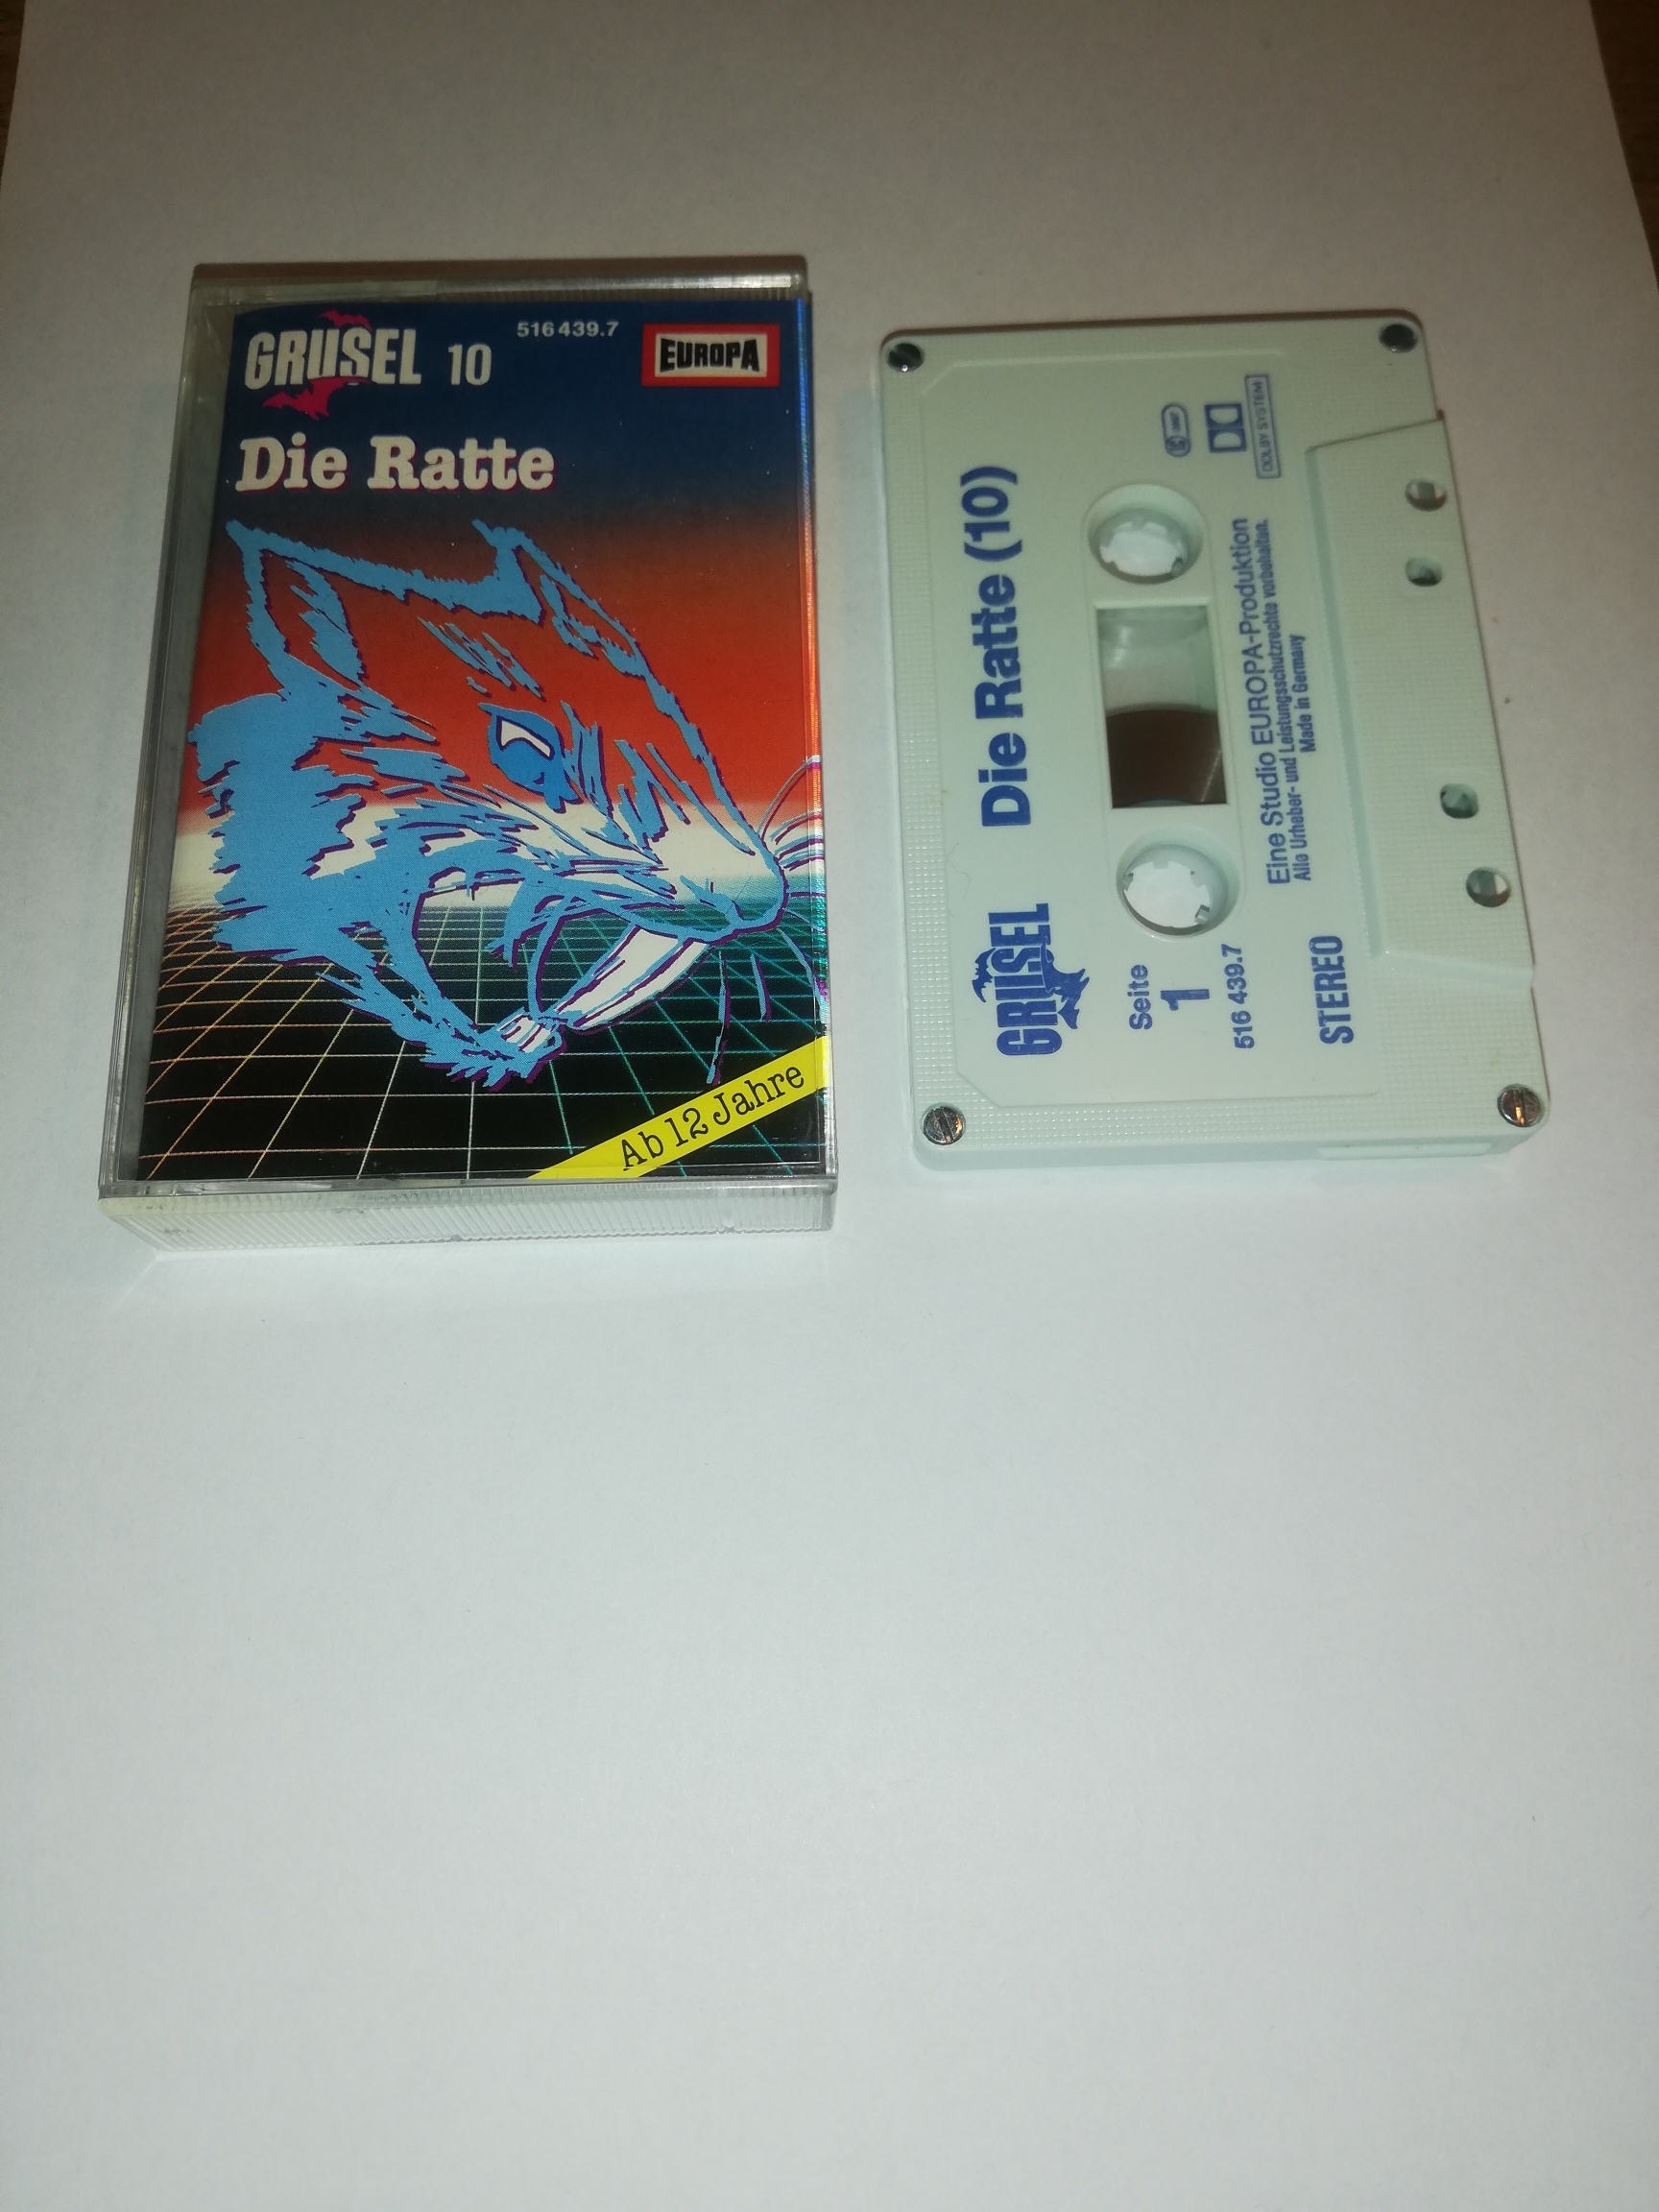 GRUSEL 10
516 439.7
EUROPA
Die Ratte
Ab 12 Jahre
GRUSEL Die Ratte (10)
Seite
1
516 439.7
DOLBY SYSTEM
Eine Studio EUROPA-Produktion
Alle Urheber- und Leistungsschutzrechte vorbehalten.
Made in Germany
STEREO